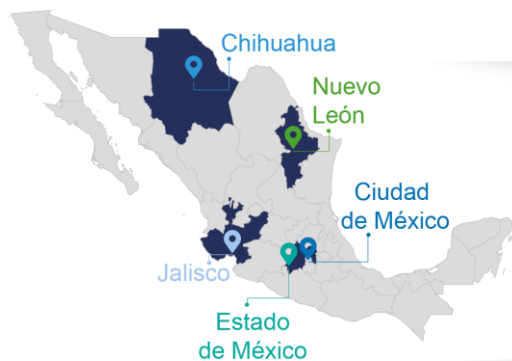 Chihuahua
Nuevo
León
Ciudad
de México
Jalisco
Estado
de México